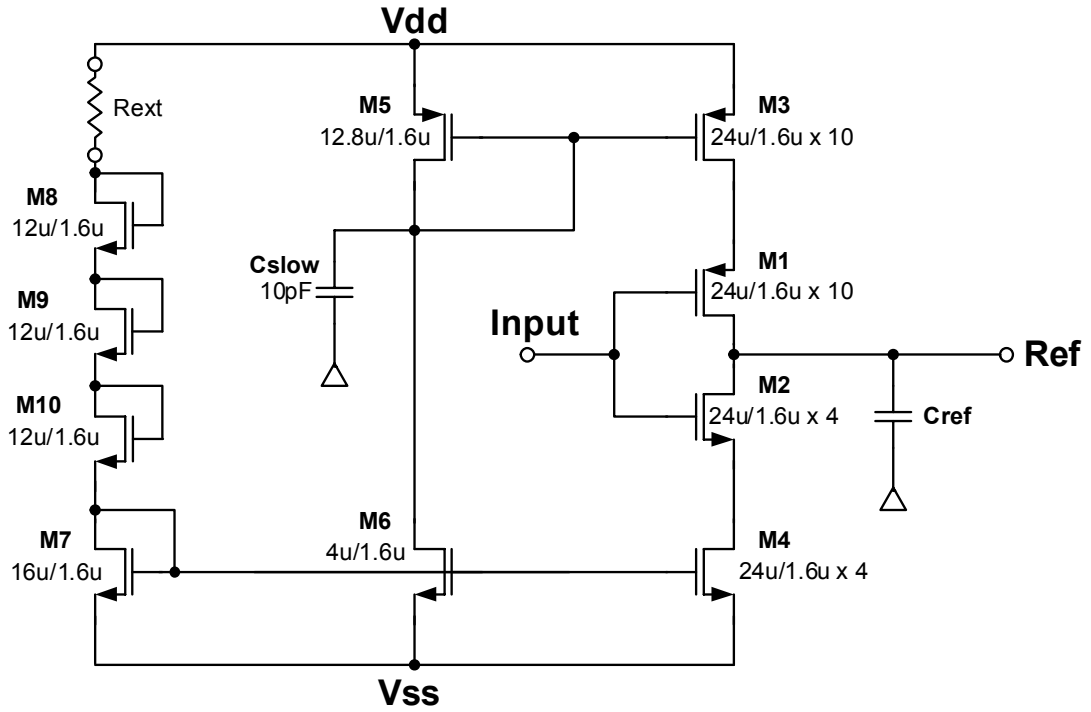 Vdd
Rext
M5
12.8u/1.6u
M3
24u/1.6u x 10
M8
12u/1.6u
Cslow
10pF
M1
24u/1.6u x 10
M9
12u/1.6u
Input
Ref
M2
24u/1.6u x 4
Cref
M10
12u/1.6u
M7
16u/1.6u
M6
4u/1.6u
M4
24u/1.6u x 4
Vss